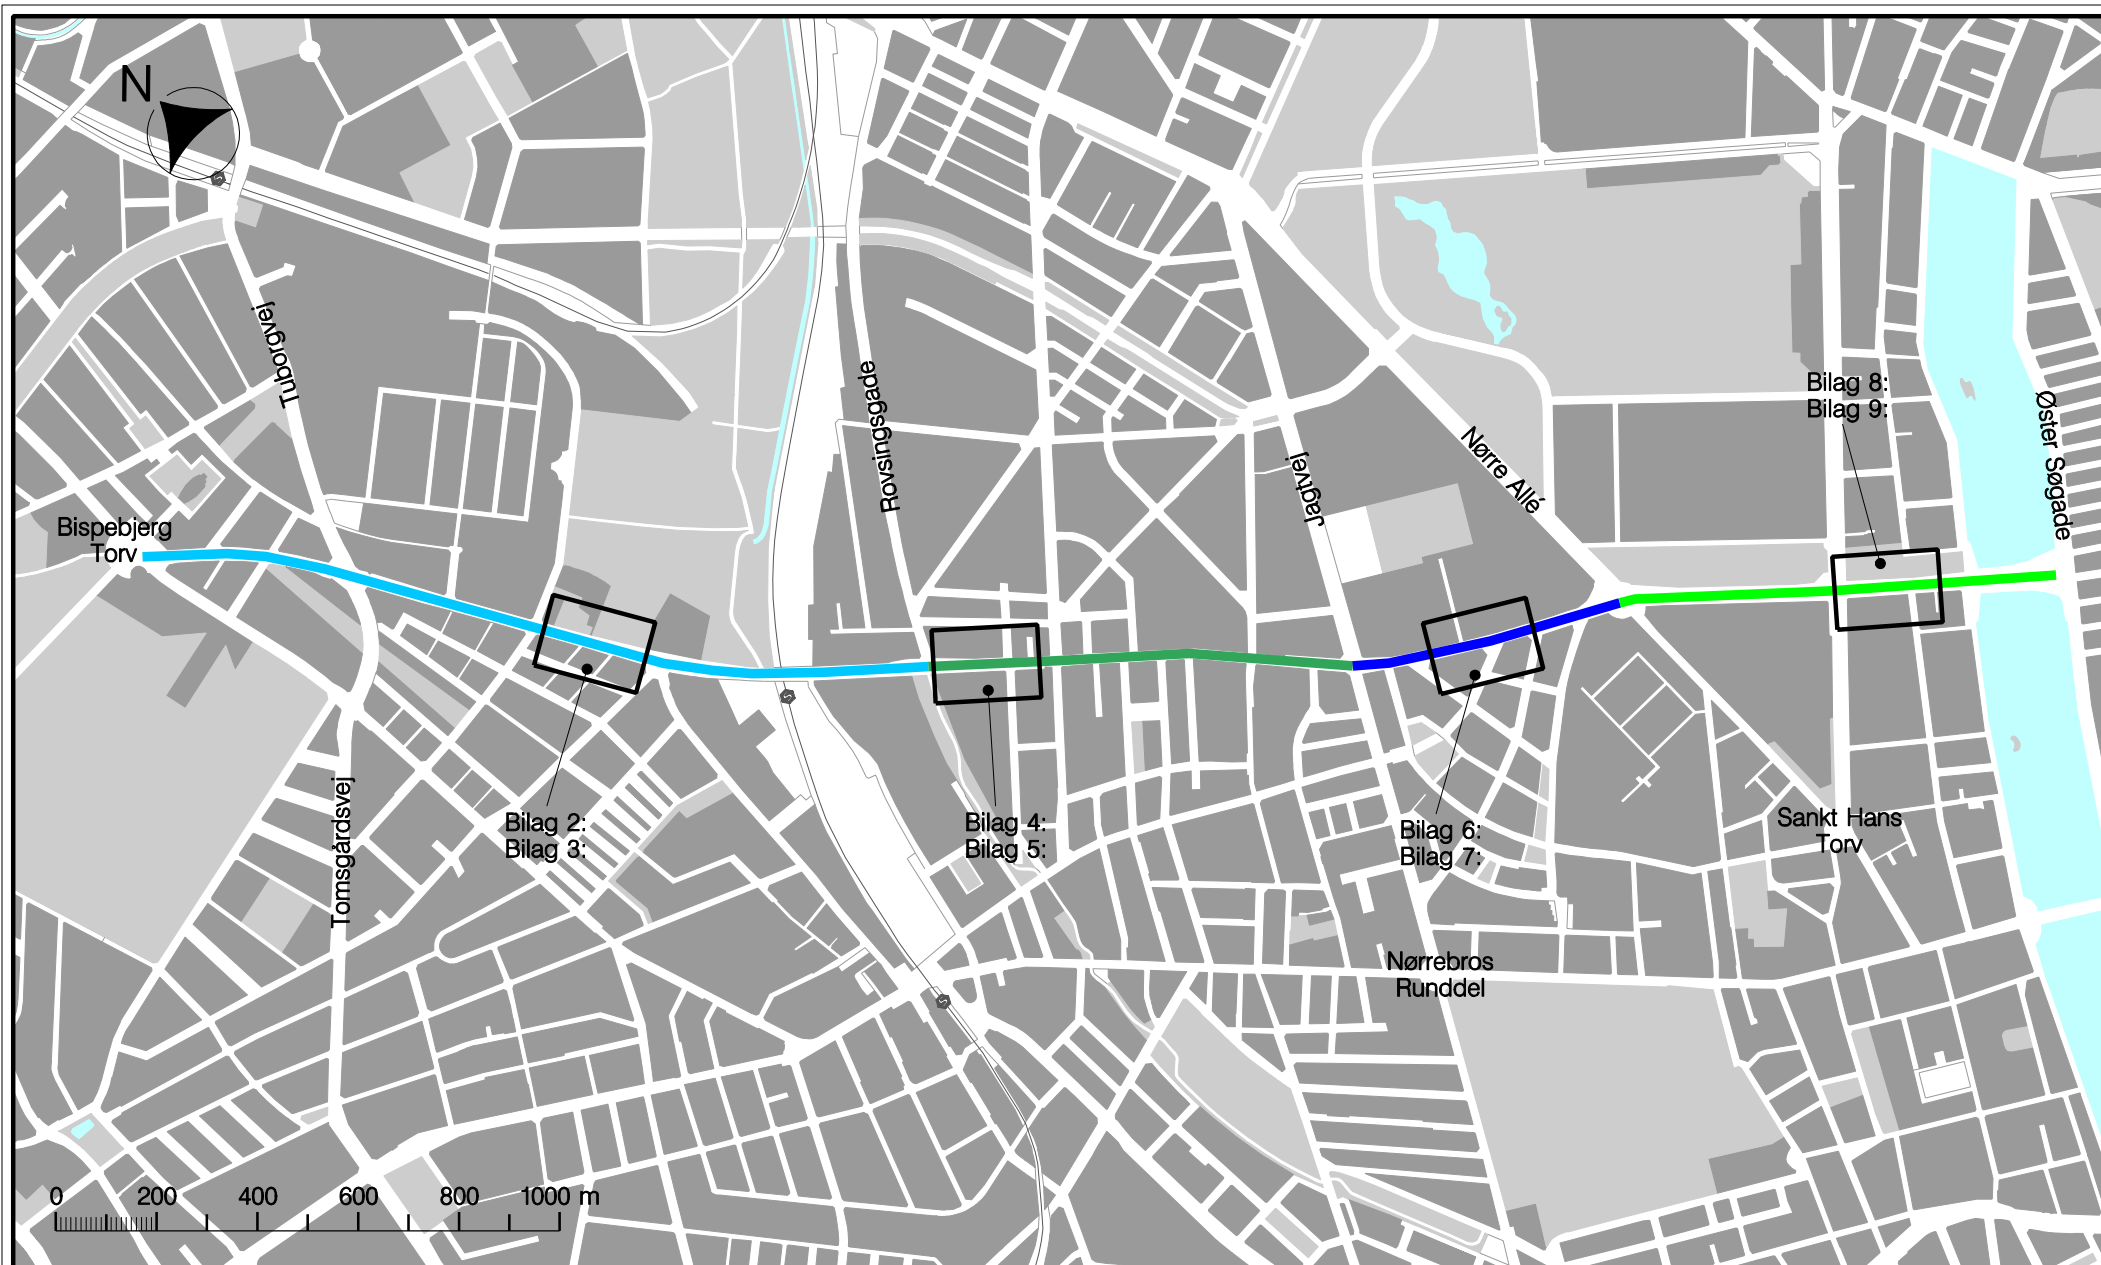 N
Tuborgvej
Rovsingsgade
Bilag 8:
Bilag 9:
Øster Søgade
Nørre Allé
Jagtvej
Bispebjerg
Torv
Tomsgårdsvej
Bilag 2:
Bilag 3:
Bilag 4:
Bilag 5:
Bilag 6:
Bilag 7:
Sankt Hans
Torv
Nørrebros
Runddel
0 200 400 600 800 1000 m